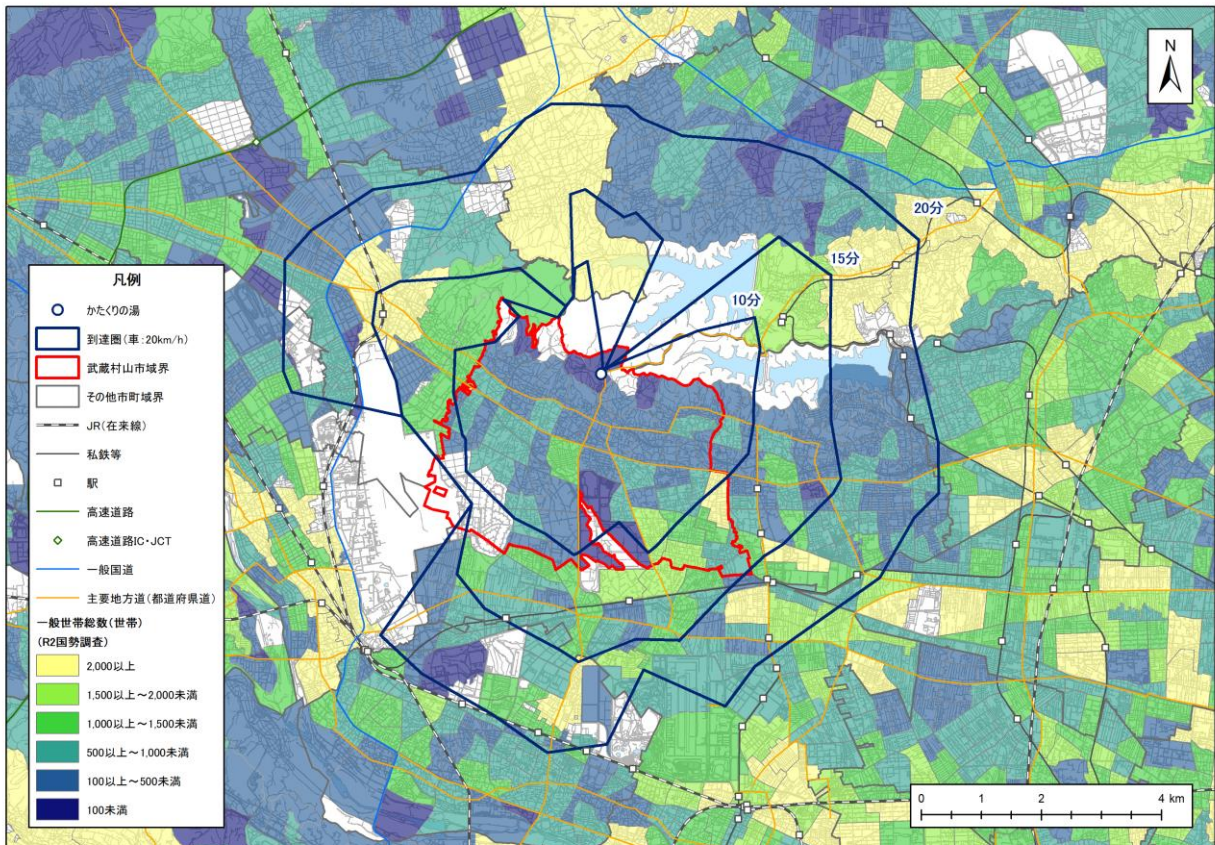 N
20分
15分
10分
凡例
かたくりの湯
到達圏(車:20km/h)
武蔵村山市域界
その他市町域界
JR(在来線)
私鉄等
駅
高速道路
高速道路IC・JCT
一般国道
主要地方道(都道府県道)
一般世帯総数(世帯)
(R2国勢調査)
2,000以上
1,500以上~2,000未満
1,000以上~1,500未満
500以上~1,000未満
100以上~500未満
100未満
0 1 2 4 km